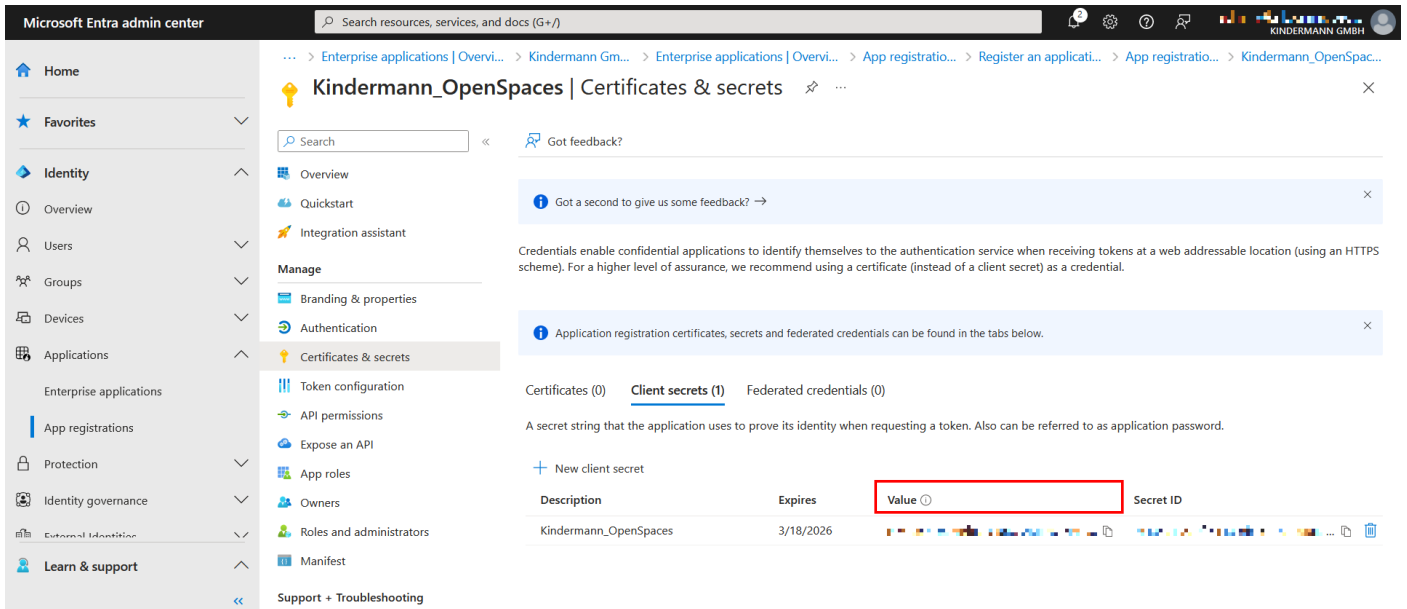 Microsoft Entra admin center
Search resources, services, and docs (G+/)
2
KINDERMANN GMBH
Home
Favorites
Identity
Overview
Users
Groups
Devices
Applications
Enterprise applications
App registrations
Protection
Identity governance
External Identities
Learn & support
... > Enterprise applications | Overvi... > Kindermann Gm... > Enterprise applications | Overvi... > App registratio... > Register an applicati... > App registratio... > Kindermann_OpenSpac...
Kindermann_OpenSpaces | Certificates & secrets
Search
Overview
Quickstart
Integration assistant
Manage
Branding & properties
Authentication
Certificates & secrets
Token configuration
API permissions
Expose an API
App roles
Owners
Roles and administrators
Manifest
Support + Troubleshooting
Got feedback?
Got a second to give us some feedback? →
Credentials enable confidential applications to identify themselves to the authentication service when receiving tokens at a web addressable location (using an HTTPS
scheme). For a higher level of assurance, we recommend using a certificate (instead of a client secret) as a credential.
Application registration certificates, secrets and federated credentials can be found in the tabs below.
Certificates (0) Client secrets (1) Federated credentials (0)
A secret string that the application uses to prove its identity when requesting a token. Also can be referred to as application password.
New client secret
Description Expires Value Secret ID
Kindermann_OpenSpaces 3/18/2026 ...